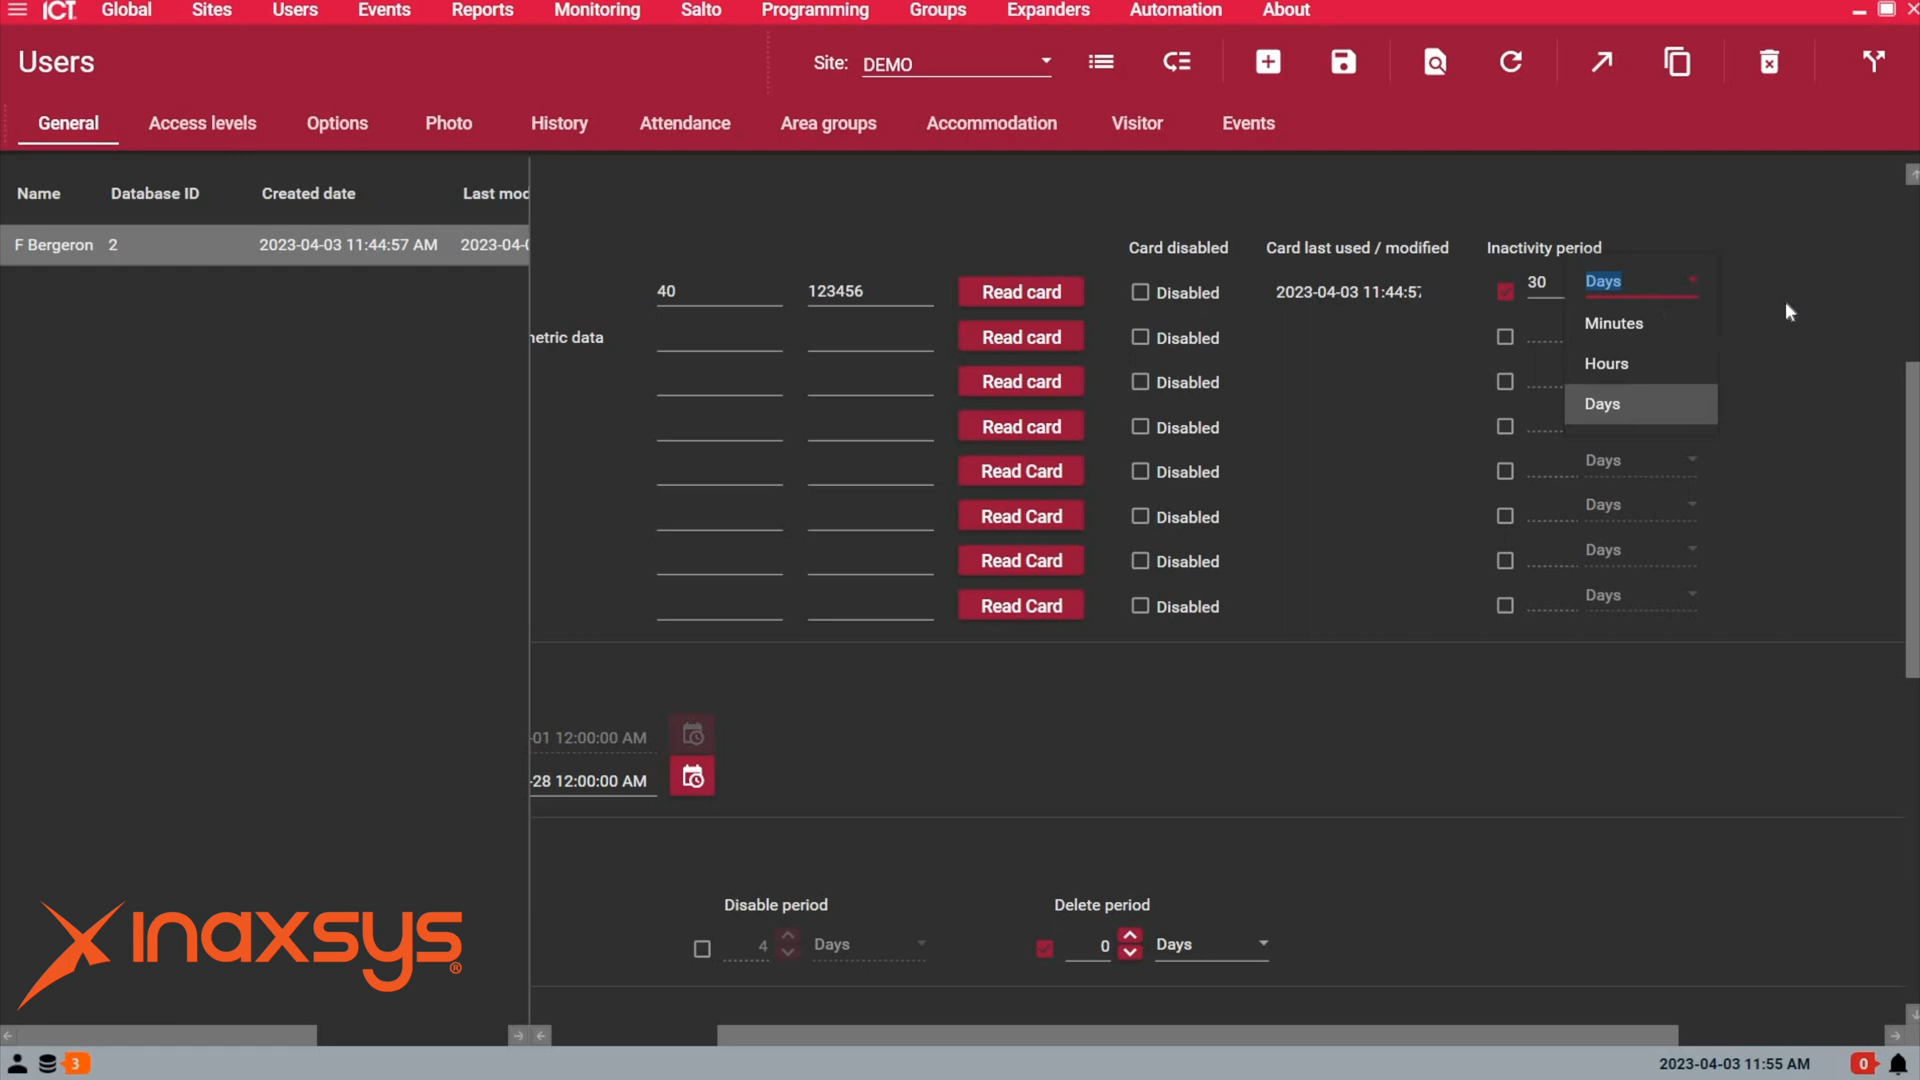 ICT Global Sites Users Events Reports Monitoring Salto Programming Groups Expanders Automation About
Users
Site: DEMO
General Access levels Options Photo History Attendance Area groups Accommodation Visitor Events
Name Database ID Created date Last mod
F Bergeron 2 2023-04-03 11:44:57 AM 2023-04-0
Card disabled Card last used / modified Inactivity period
40 123456 Read card Disabled 2023-04-03 11:44:57 30 Days
Minutes
netric data Read card Disabled
Hours
Read card Disabled
Days
Read card Disabled
Read Card Disabled Days
Read Card Disabled Days
Read Card Disabled Days
Read Card Disabled Days
-01 12:00:00 AM
-28 12:00:00 AM
Disable period Delete period
4 Days 0 Days
ınaxsys®
3 2023-04-03 11:55 AM 0